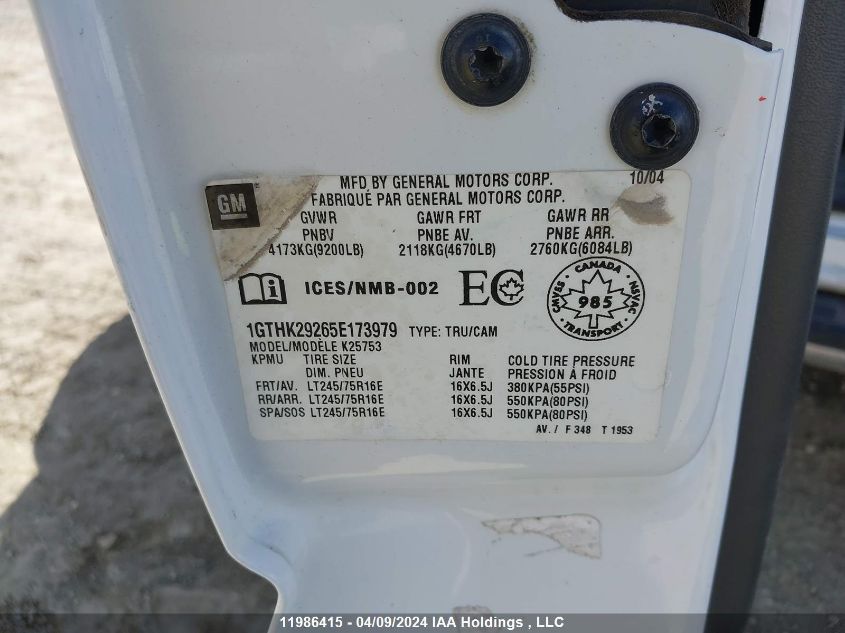 MFD BY GENERAL MOTORS CORP. 10/04
FABRIQUÉ PAR GENERAL MOTORS CORP.
GM
GVWR GAWR FRT GAWR RR
PNBV PNBE AV. PNBE ARR.
4173KG(9200LB) 2118KG(4670LB) 2760KG(6084LB)
ICES/NMB-002 EC
CANADA
CMVSS NSVAC
985
TRANSPORT
1GTHK29265E173979 TYPE: TRU/CAM
MODEL/MODÈLE K25753
KPMU TIRE SIZE RIM COLD TIRE PRESSURE
DIM. PNEU JANTE PRESSION À FROID
FRT/AV. LT245/75R16E 16X6.5J 380KPA(55PSI)
RR/ARR. LT245/75R16E 16X6.5J 550KPA(80PSI)
SPA/SOS LT245/75R16E 16X6.5J 550KPA(80PSI)
AV. / F 348 T 1953
11986415 - 04/09/2024 IAA Holdings , LLC